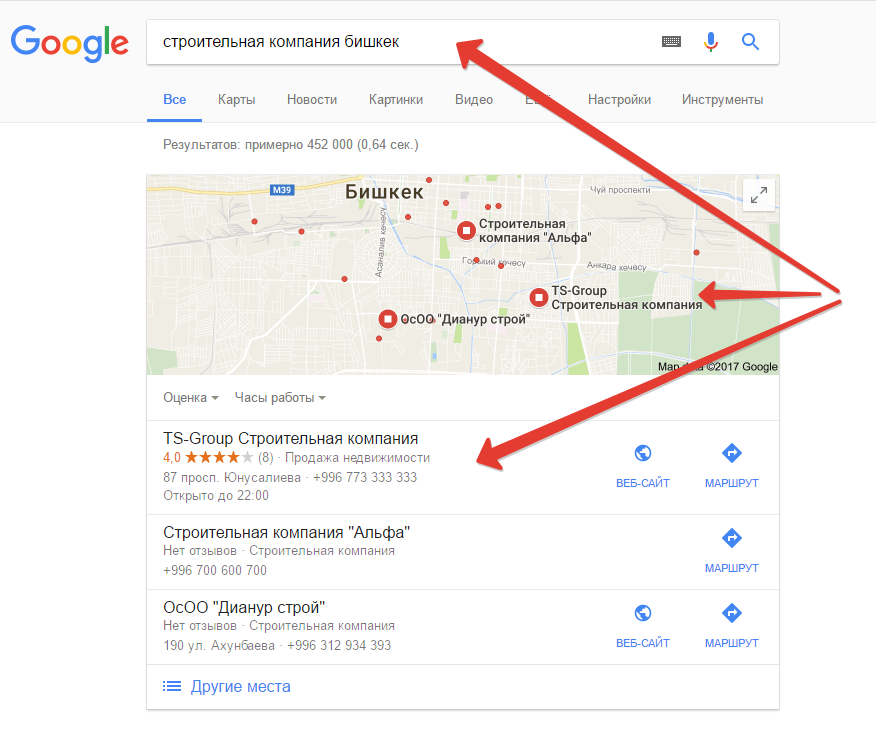 Google
строительная компания бишкек
Все Карты Новости Картинки Видео Настройки Инструменты
Результатов: примерно 452 000 (0,64 сек.)
M39
Бишкек
Чуй проспекти
Асаналив көчөсү
Строительная
компания "Альфа"
Горький көчөсү
Анкара көчөсү
TS-Group
Строительная компания
ОсОО "Дианур строй"
Map data ©2017 Google
Оценка Часы работы
TS-Group Строительная компания
4,0 (8) · Продажа недвижимости
87 просп. Юнусалиева · +996 773 333 333
Открыто до 22:00
ВЕБ-САЙТ МАРШРУТ
Строительная компания "Альфа"
Нет отзывов · Строительная компания
+996 700 600 700
МАРШРУТ
ОсОО "Дианур строй"
Нет отзывов · Строительная компания
190 ул. Ахунбаева · +996 312 934 393
ВЕБ-САЙТ МАРШРУТ
Другие места